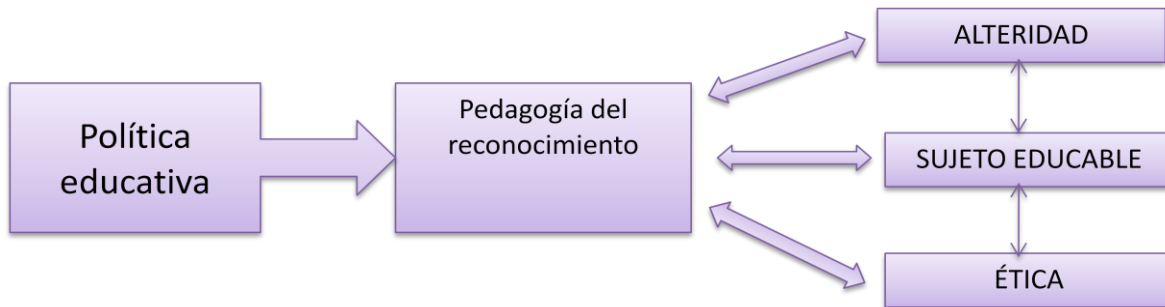 Política
educativa
Pedagogía del
reconocimiento
ALTERIDAD
SUJETO EDUCABLE
ÉTICA